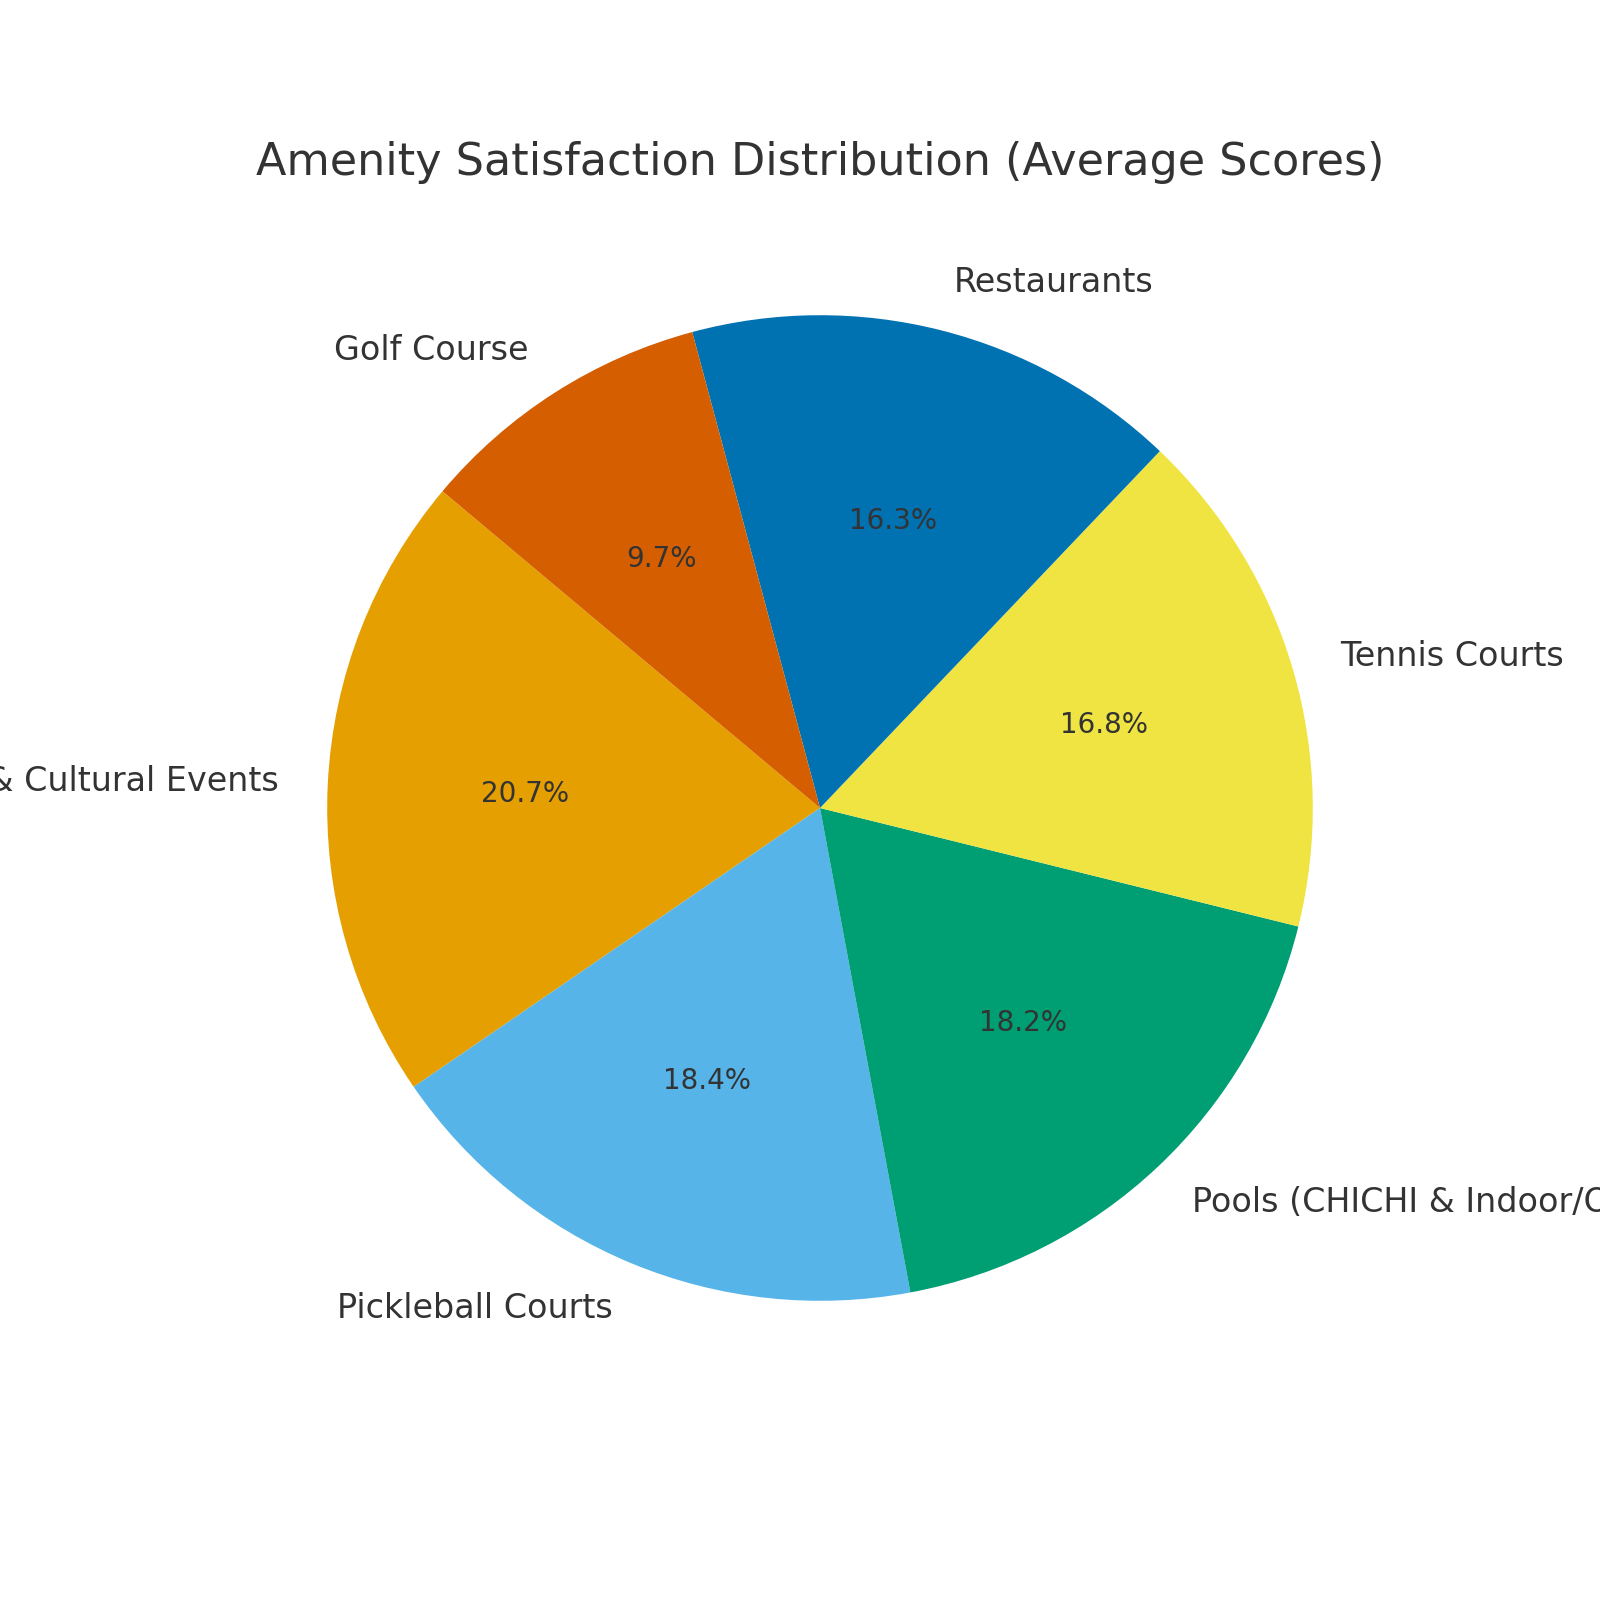 Amenity Satisfaction Distribution (Average Scores)
Restaurants
Golf Course
16.3%
9.7%
Tennis Courts
16.8%
& Cultural Events
20.7%
18.2%
18.4%
Pools (CHICHI & Indoor/
Pickleball Courts